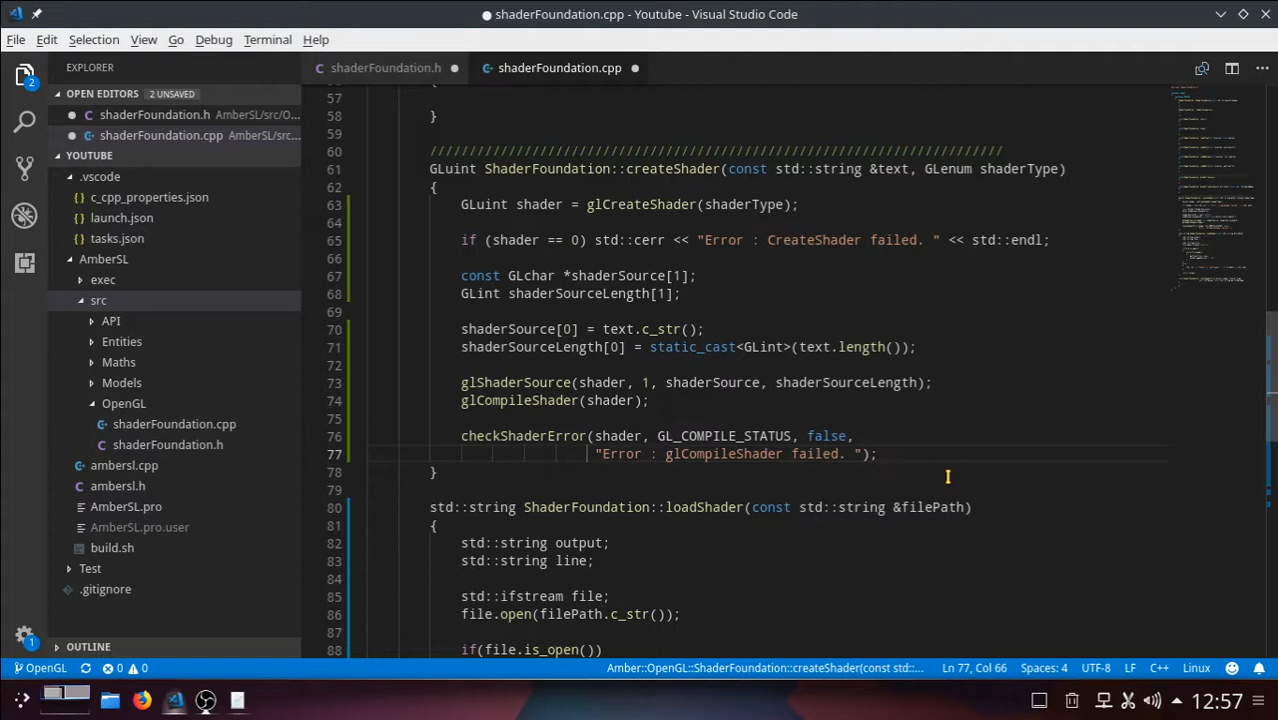 shaderFoundation.cpp - Youtube - Visual Studio Code
File Edit Selection View Go Debug Terminal Help
EXPLORER
shaderFoundation.h
shaderFoundation.cpp
OPEN EDITORS 2 UNSAVED
shaderFoundation.h AmberSL/src/O...
shaderFoundation.cpp AmberSL/src...
YOUTUBE
.vscode
c_cpp_properties.json
launch.json
tasks.json
AmberSL
exec
src
API
Entities
Maths
Models
OpenGL
shaderFoundation.cpp
shaderFoundation.h
ambersl.cpp
ambersl.h
AmberSL.pro
AmberSL.pro.user
build.sh
Test
.gitignore
OUTLINE
2
1
57
58 }
59
60 /////////////////////////////////////////////////////////////////////////
61 GLuint ShaderFoundation::createShader(const std::string &text, GLenum shaderType)
62 {
63 GLuint shader = glCreateShader(shaderType);
64
65 if (shader == 0) std::cerr << "Error : CreateShader failed. " << std::endl;
66
67 const GLchar *shaderSource[1];
68 GLint shaderSourceLength[1];
69
70 shaderSource[0] = text.c_str();
71 shaderSourceLength[0] = static_cast<GLint>(text.length());
72
73 glShaderSource(shader, 1, shaderSource, shaderSourceLength);
74 glCompileShader(shader);
75
76 checkShaderError(shader, GL_COMPILE_STATUS, false,
77 "Error : glCompileShader failed. ");
78 }
79
80 std::string ShaderFoundation::loadShader(const std::string &filePath)
81 {
82 std::string output;
83 std::string line;
84
85 std::ifstream file;
86 file.open(filePath.c_str());
87
88 if(file.is_open())
OpenGL 0 0 Amber::OpenGL::ShaderFoundation::createShader(const std::... Ln 77, Col 66 Spaces: 4 UTF-8 LF C++ Linux
12:57